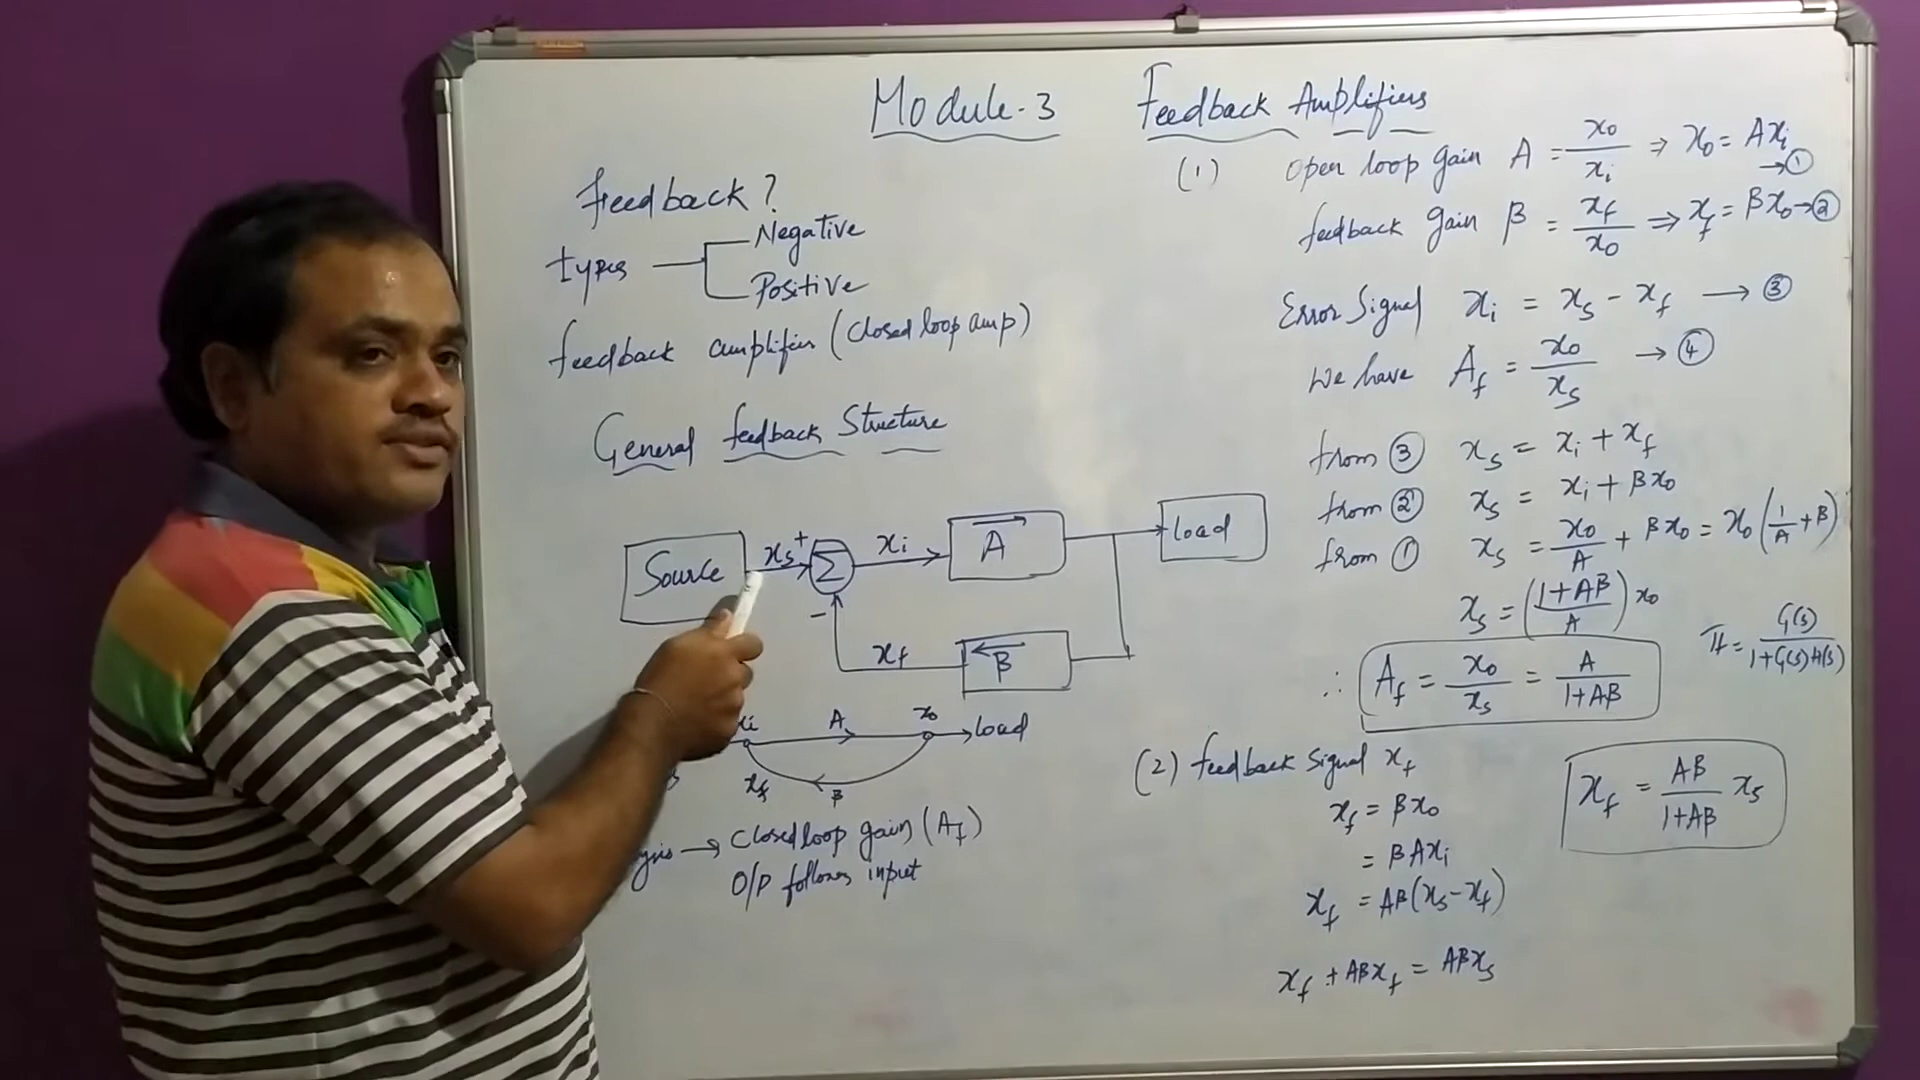 Module-3 Feedback Amplifiers
Feedback?
types
Negative
Positive
feedback amplifier (Closed loop amp)
General feedback Structure
Source
xs +
Σ
-
xi
A
load
xf
β
xi A xo load
xf β
→ Closed loop gain (Af)
O/P follows input
(1) Open loop gain A = xo/xi ⇒ xo = Axi → ①
feedback gain β = xf/xo ⇒ xf = βxo → ②
Error Signal xi = xs - xf → ③
We have Af = xo/xs → ④
from ③ xs = xi + xf
from ② xs = xi + βxo
from ① xs = xo/A + βxo = xo(1/A + β)
xs = (1+Aβ/A) xo
∴ Af = xo/xs = A/1+Aβ
Tf = G(s)/1+G(s)H(s)
(2) feedback signal xf
xf = βxo
= βAxi
xf = Aβ(xs - xf)
xf + Aβxf = Aβxs
xf = Aβ/1+Aβ xs